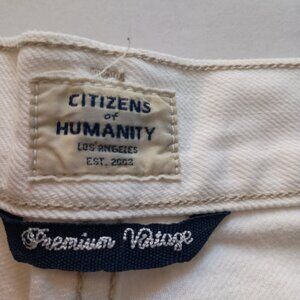 CITIZENS
of
HUMANITY
LOS ANGELES
EST. 2003
Premium Vintage